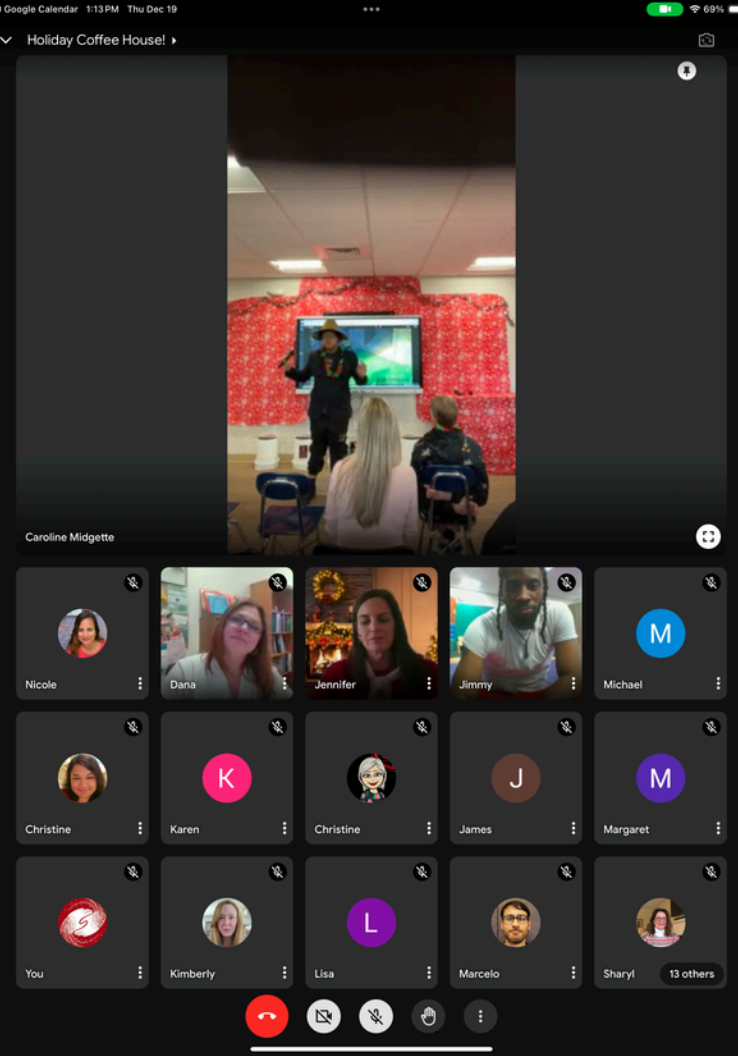 Google Calendar 1:13 PM Thu Dec 19 69%
Holiday Coffee House!
Caroline Midgette
Nicole
Dana
Jennifer
Jimmy
Michael
M
Christine
Karen
K
Christine
James
J
Margaret
M
You
S
Kimberly
Lisa
L
Marcelo
Sharyl
13 others